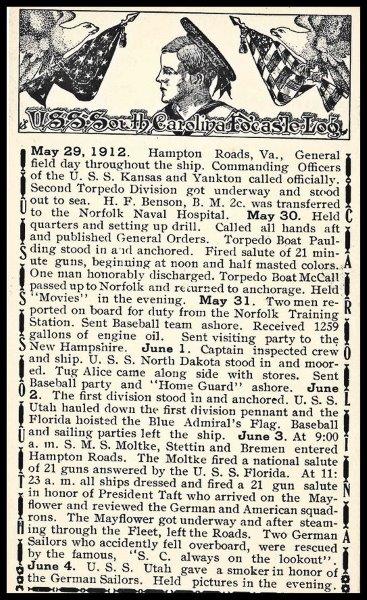 U.S.S. South Carolina Focasle Log
May 29, 1912. Hampton Roads, Va., General
field day throughout the ship. Commanding Officers
of the U. S. S. Kansas and Yankton called officially.
Second Torpedo Division got underway and stood
out to sea. H. F. Benson, B. M. 2c. was transferred
to the Norfolk Naval Hospital. May 30. Held
quarters and setting up drill. Called all hands aft
and published General Orders. Torpedo Boat Paul-
ding stood in and anchored. Fired salute of 21 min-
ute guns, beginning at noon and half masted colors.
One man honorably discharged. Torpedo Boat McCall
passed up to Norfolk and returned to anchorage. Held
"Movies" in the evening. May 31. Two men re-
ported on board for duty from the Norfolk Training
Station. Sent Baseball team ashore. Received 1259
gallons of engine oil. Sent visiting party to the
New Hampshire. June 1. Captain inspected crew
and ship. U. S. S. North Dakota stood in and moor-
ed. Tug Alice came along side with stores. Sent
Baseball party and "Home Guard" ashore. June
2. The first division stood in and anchored. U. S. S.
Utah hauled down the first division pennant and the
Florida hoisted the Blue Admiral's Flag. Baseball
and sailing parties left the ship. June 3. At 9:00
a. m. S. M. S. Moltke, Stettin and Bremen entered
Hampton Roads. The Moltke fired a national salute
of 21 guns answered by the U. S. S. Florida. At 11:
23 a. m. all ships dressed and fired a 21 gun salute
in honor of President Taft who arrived on the May-
flower and reviewed the German and American squad-
rons. The Mayflower got underway and after steam-
ing through the Fleet, left the Roads. Two German
Sailors who accidently fell overboard, were rescued
by the famous, "S. C. always on the lookout".
June 4. U. S. S. Utah gave a smoker in honor of
the German Sailors. Held pictures in the evening.
U S S SOUTH
CAROLINA